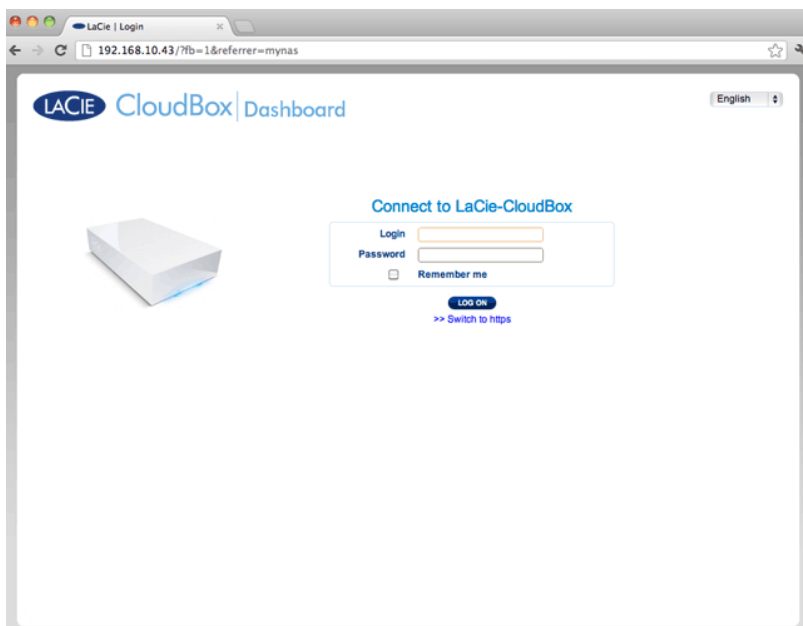 LaCie | Login
192.168.10.43/?fb=1&referrer=mynas
LACIE CloudBox | Dashboard
English
Connect to LaCie-CloudBox
Login
Password
Remember me
LOG ON
>> Switch to https